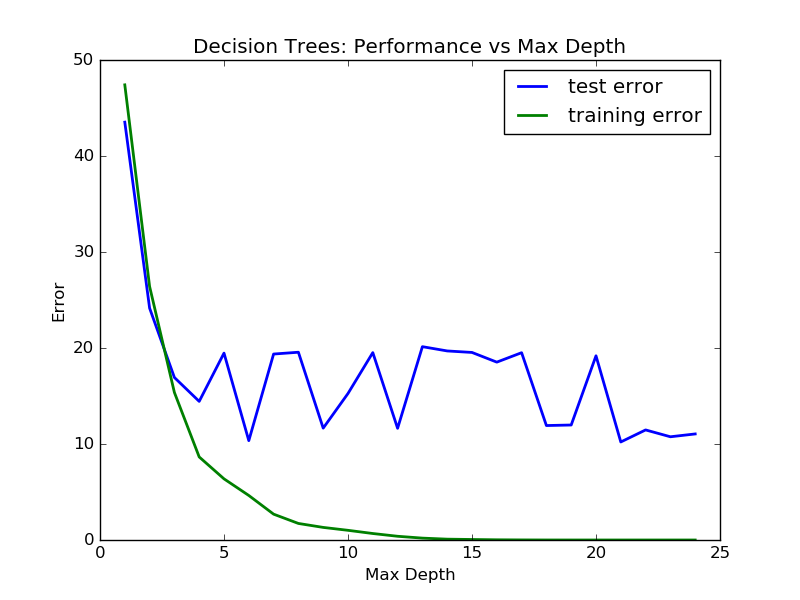 Decision Trees: Performance vs Max Depth
test error
training error
50
40
30
20
10
0
Error
0 5 10 15 20 25
Max Depth